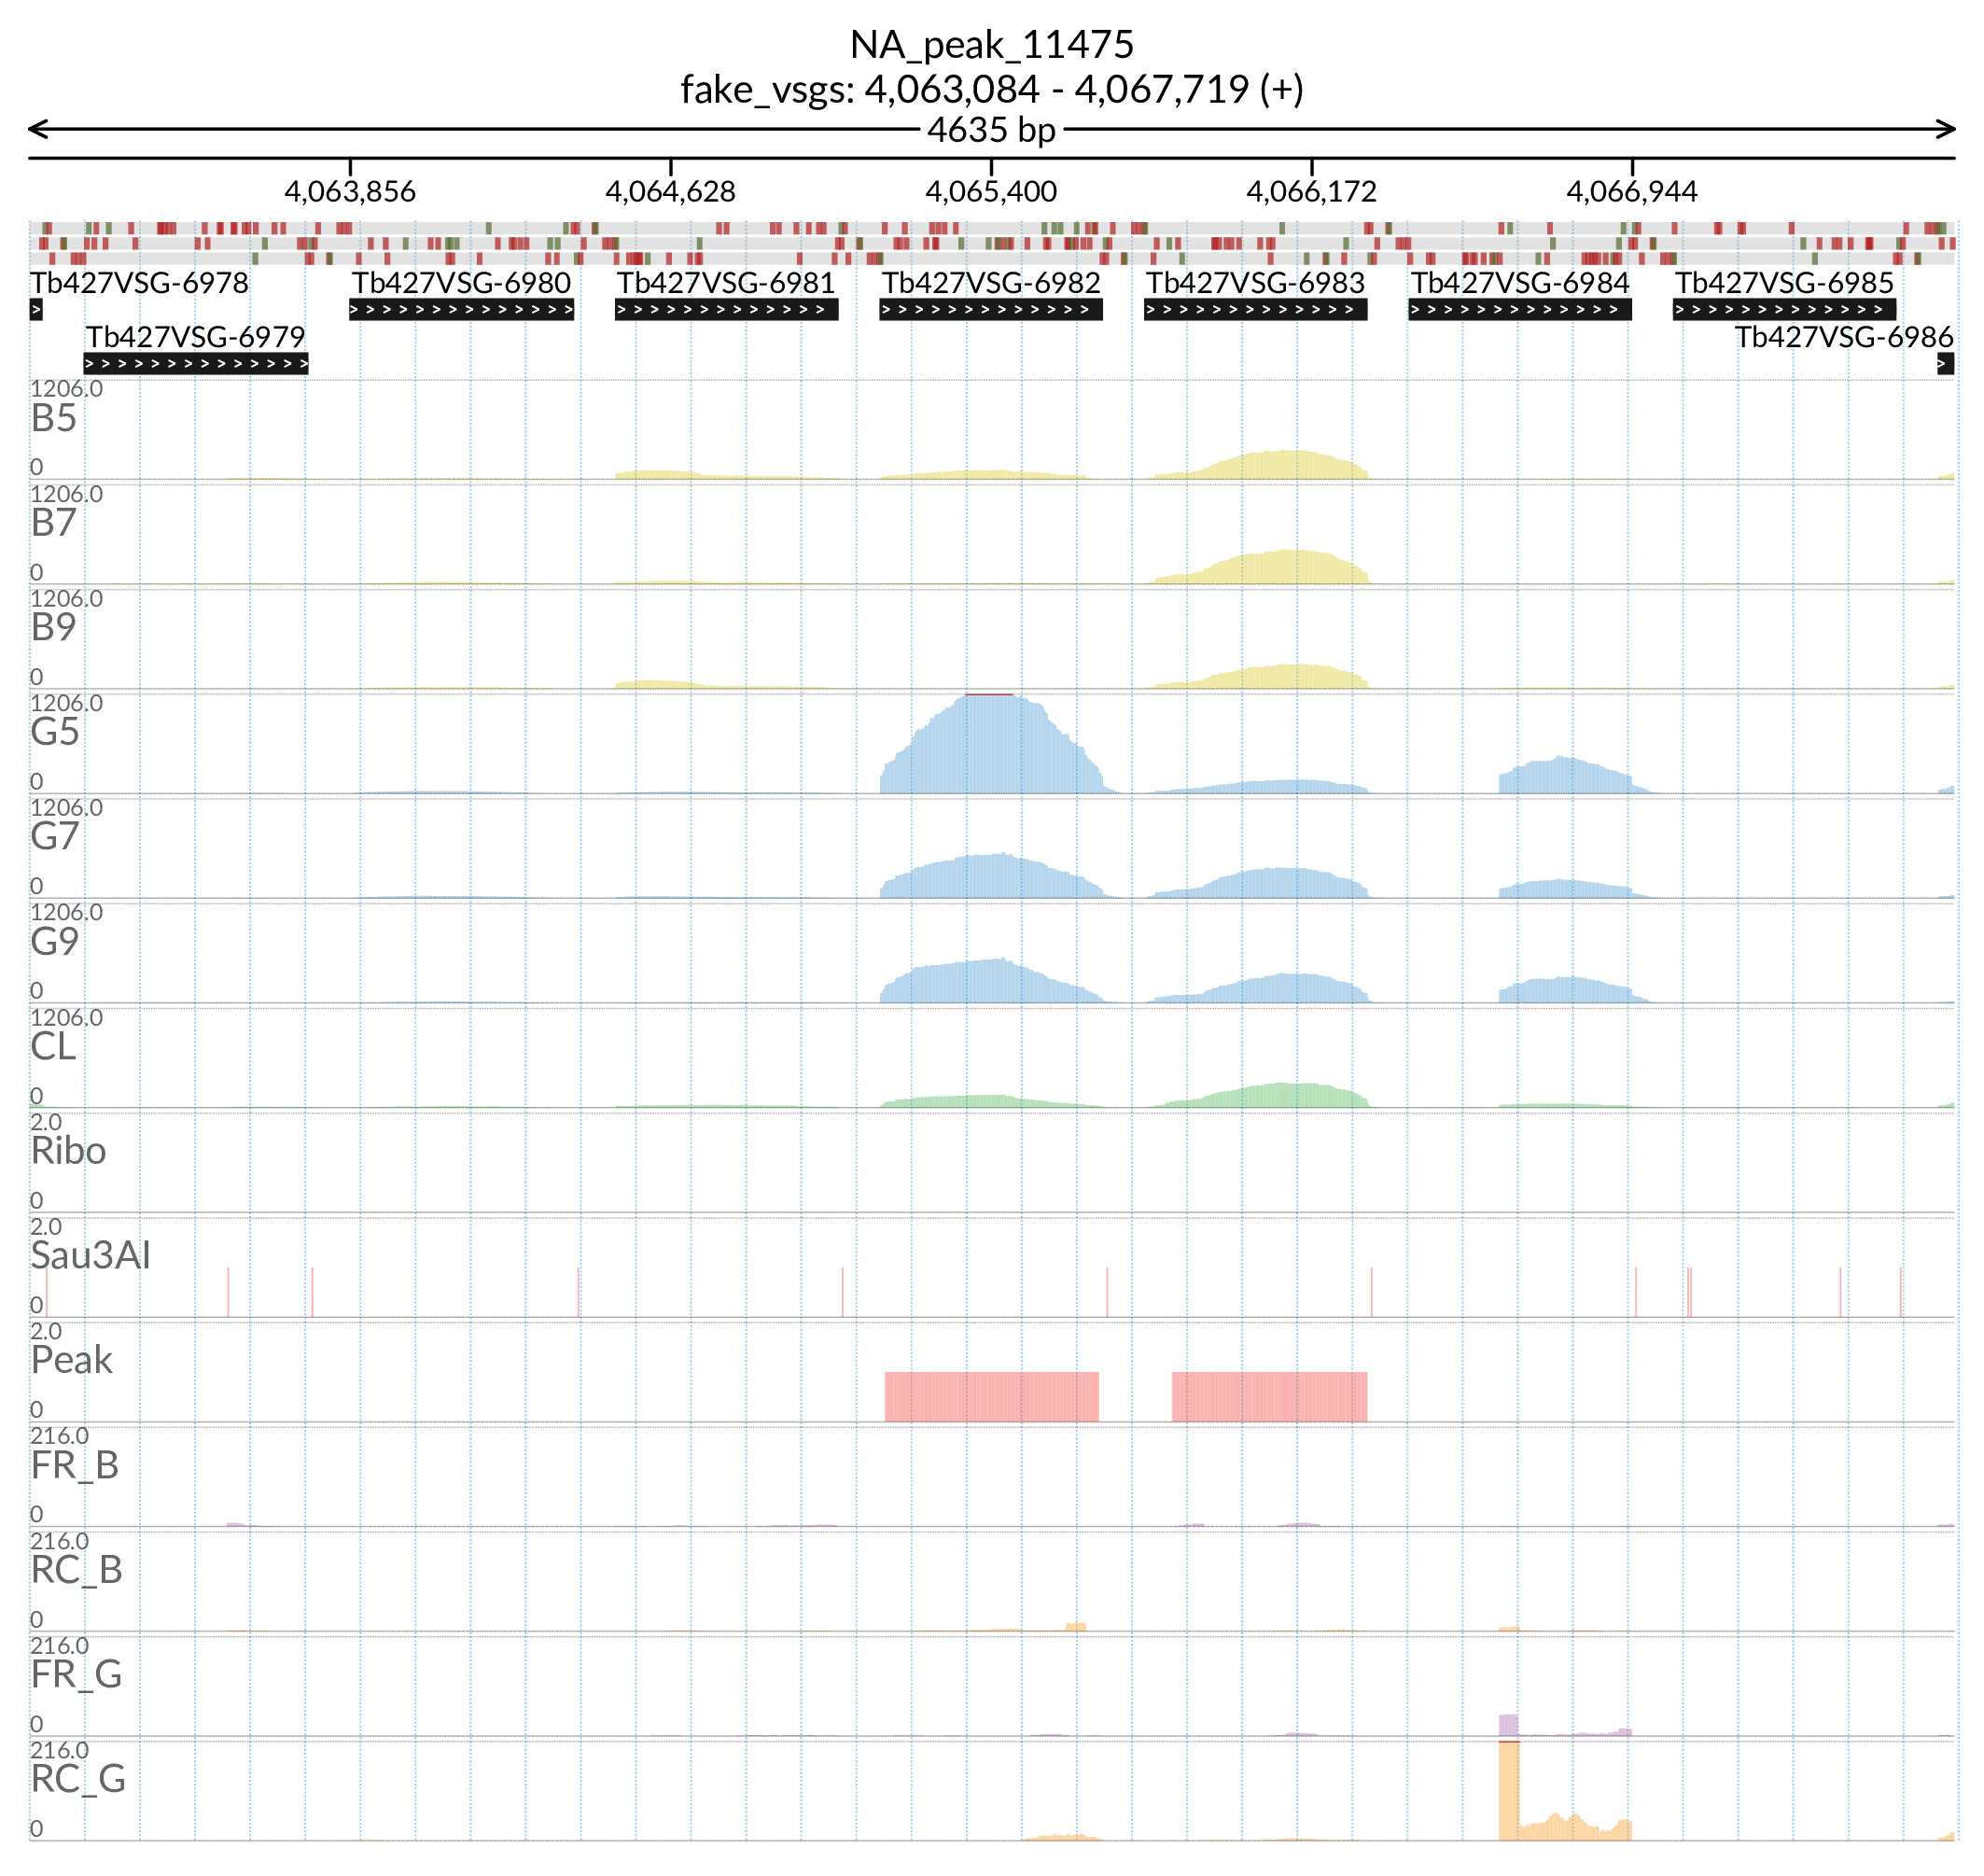 NA_peak_11475
fake_vsgs: 4,063,084 - 4,067,719 (+)
4635 bp
4,063,856 4,064,628 4,065,400 4,066,172 4,066,944
Tb427VSG-6978 Tb427VSG-6980 Tb427VSG-6981 Tb427VSG-6982 Tb427VSG-6983 Tb427VSG-6984 Tb427VSG-6985
Tb427VSG-6979 Tb427VSG-6986
1206.0
B5
0
1206.0
B7
0
1206.0
B9
0
1206.0
G5
0
1206.0
G7
0
1206.0
G9
0
1206.0
CL
0
2.0
Ribo
0
2.0
Sau3AI
0
2.0
Peak
0
216.0
FR_B
0
216.0
RC_B
0
216.0
FR_G
0
216.0
RC_G
0